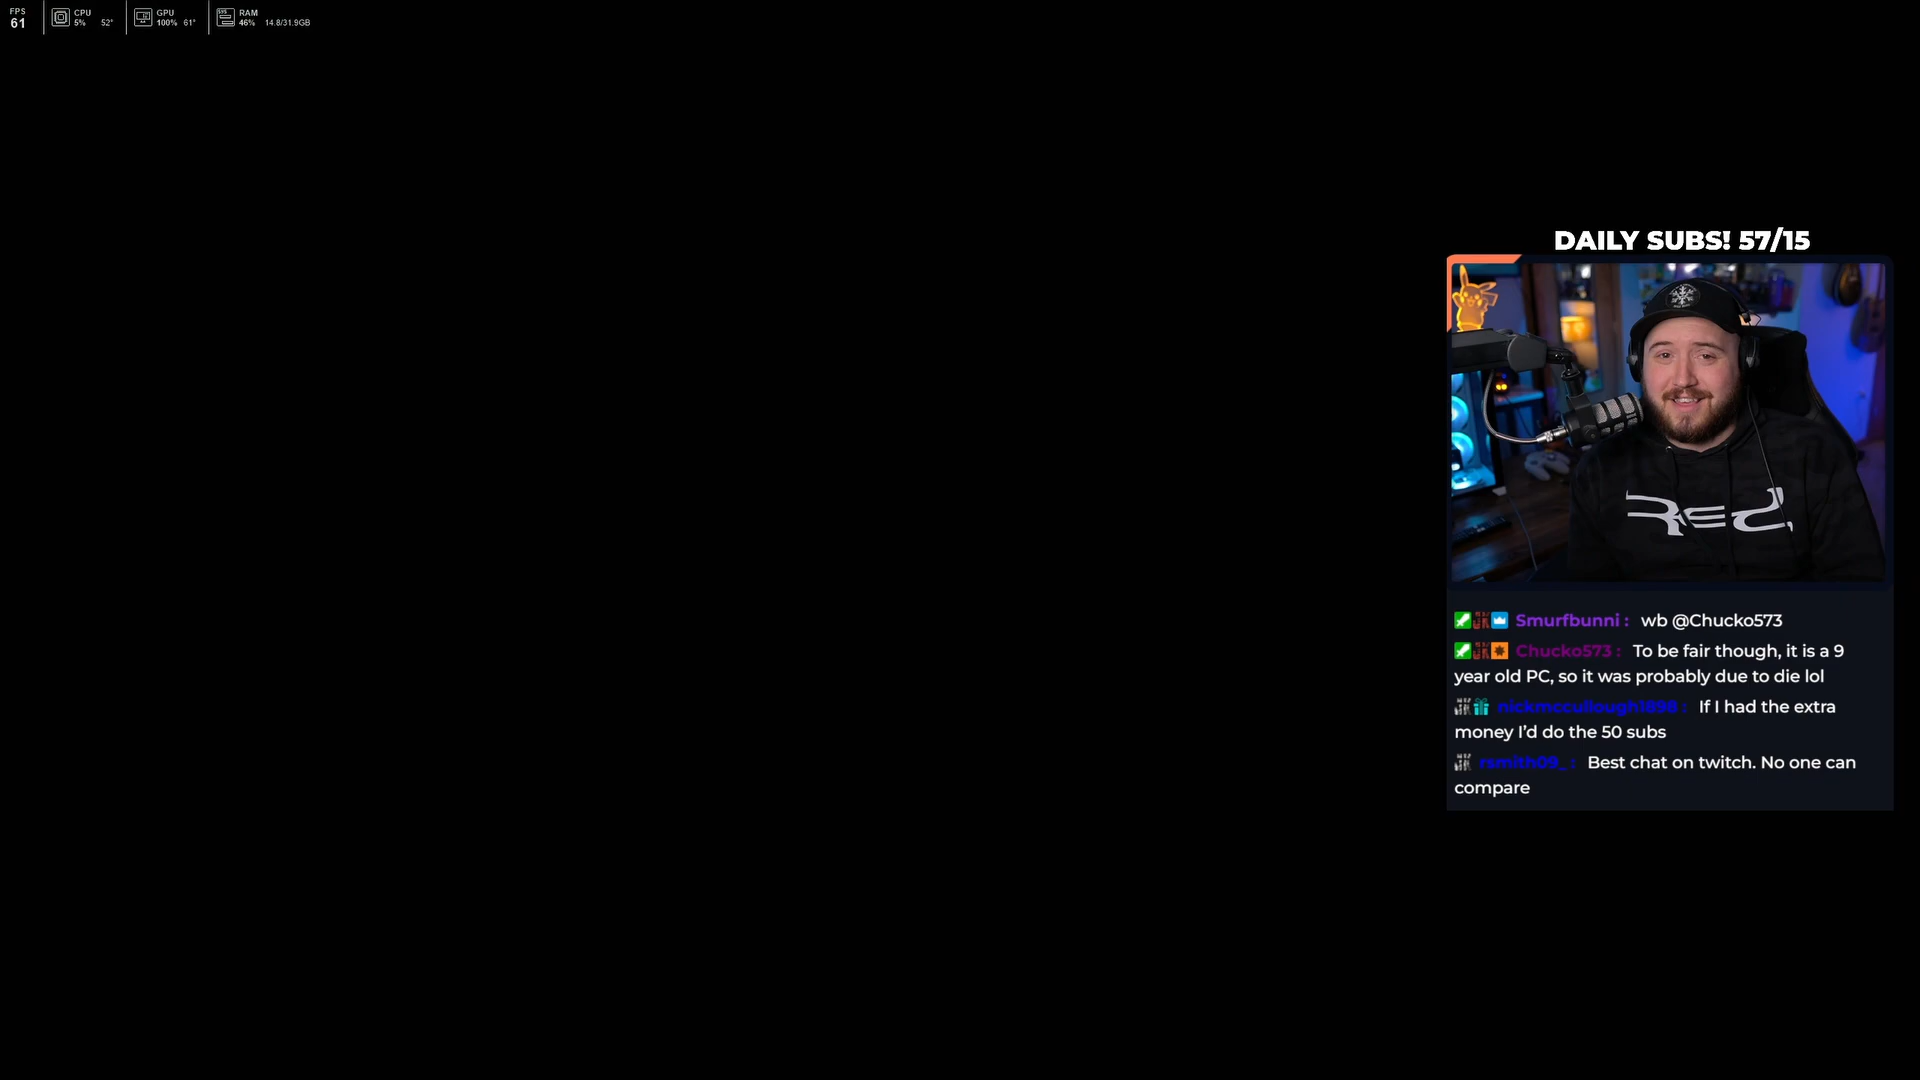 FPS
61
CPU
5% 52°
GPU
100% 61°
RAM
46% 14.8/31.9GB
DAILY SUBS! 57/15
RED
Smurfbunni : wb @Chucko573
Chucko573 : To be fair though, it is a 9
year old PC, so it was probably due to die lol
nickmccullough1898 : If I had the extra
money I'd do the 50 subs
rsmith09_ : Best chat on twitch. No one can
compare